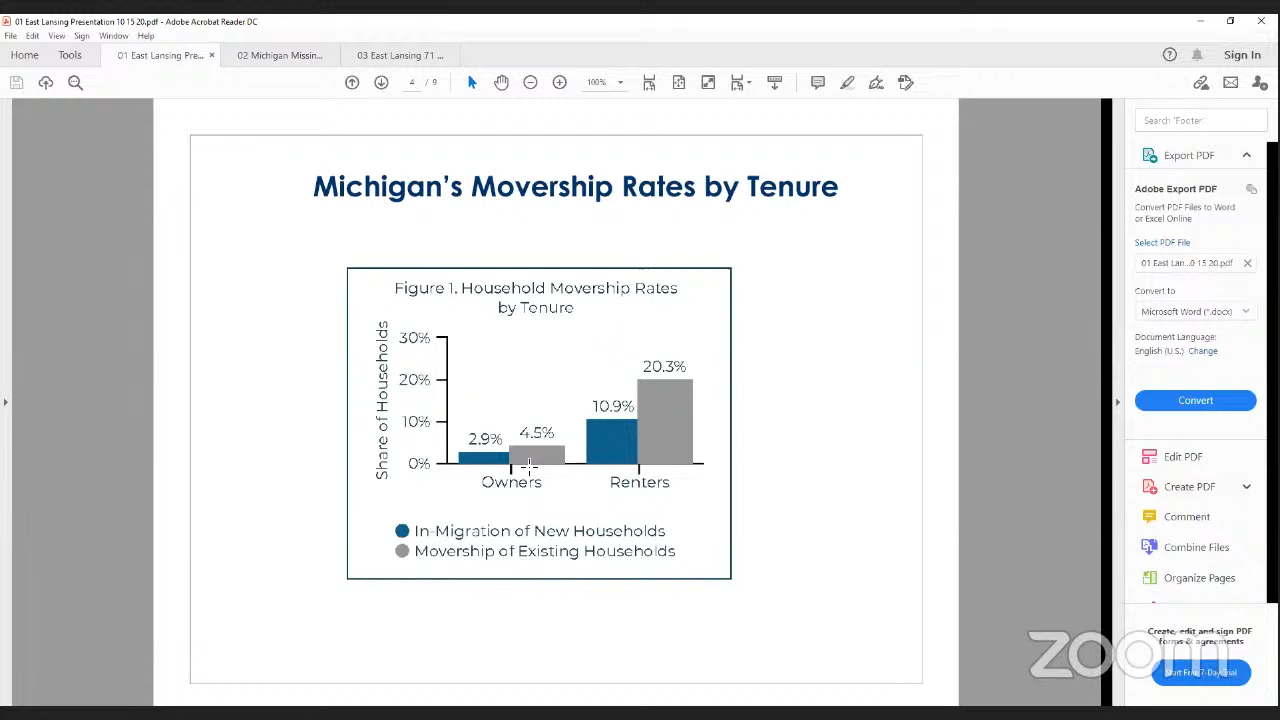 01 East Lansing Presentation 10 15 20.pdf - Adobe Acrobat Reader DC
File Edit View Sign Window Help
Home Tools 01 East Lansing Pre... × 02 Michigan Missin... 03 East Lansing 71 ... Sign In
4 / 9 100%
Search 'Footer'
Export PDF
Adobe Export PDF
Convert PDF Files to Word
or Excel Online
Select PDF File
01 East Lan...0 15 20.pdf
Convert to
Microsoft Word (*.docx)
Document Language:
English (U.S.) Change
Convert
Edit PDF
Create PDF
Comment
Combine Files
Organize Pages
Create, edit and sign PDF
forms & agreements
Start Free 7-Day Trial
Michigan's Movership Rates by Tenure
Figure 1. Household Movership Rates
by Tenure
Share of Households
30%
20%
10%
0%
2.9%
4.5%
10.9%
20.3%
Owners
Renters
In-Migration of New Households
Movership of Existing Households
zoom